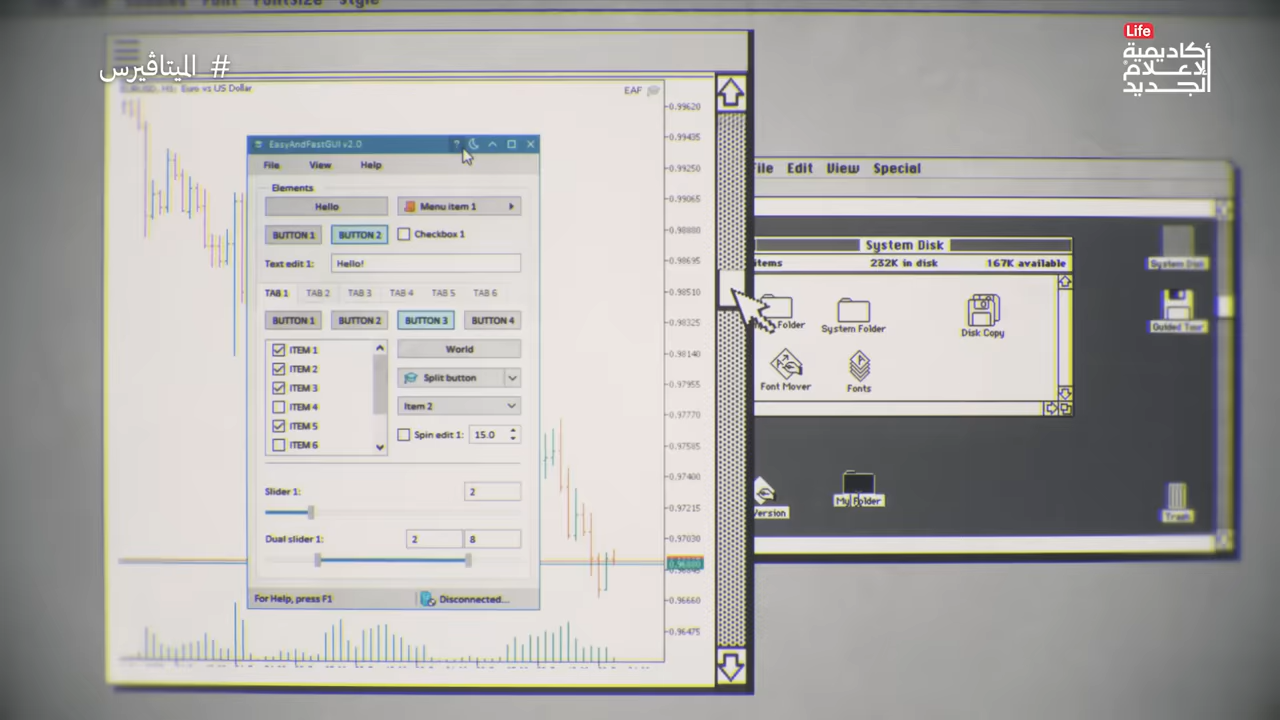 Font FontSize Style
Life
أكاديمية
الإعلام
الجديد
# الميتاڤيرس
Euro vs US Dollar
EAF
0.99620
0.99435
0.99250
0.99065
0.98880
0.98695
0.98510
0.98325
0.98140
0.97955
0.97770
0.97585
0.97400
0.97215
0.97030
0.96660
0.96475
EasyAndFastGUI v2.0
?
File View Help
Elements
Hello
Menu item 1
BUTTON 1 BUTTON 2
Checkbox 1
Text edit 1: Hello!
TAB 1 TAB 2 TAB 3 TAB 4 TAB 5 TAB 6
BUTTON 1 BUTTON 2 BUTTON 3 BUTTON 4
ITEM 1
ITEM 2
ITEM 3
ITEM 4
ITEM 5
ITEM 6
World
Split button
Item 2
Spin edit 1: 15.0
Slider 1: 2
Dual slider 1: 2 8
For Help, press F1
Disconnected...
File Edit View Special
System Disk
items 232K in disk 167K available
Folder
System Folder
Disk Copy
Font Mover
Fonts
System Disk
Guided Tour
Version
My Folder
Trash